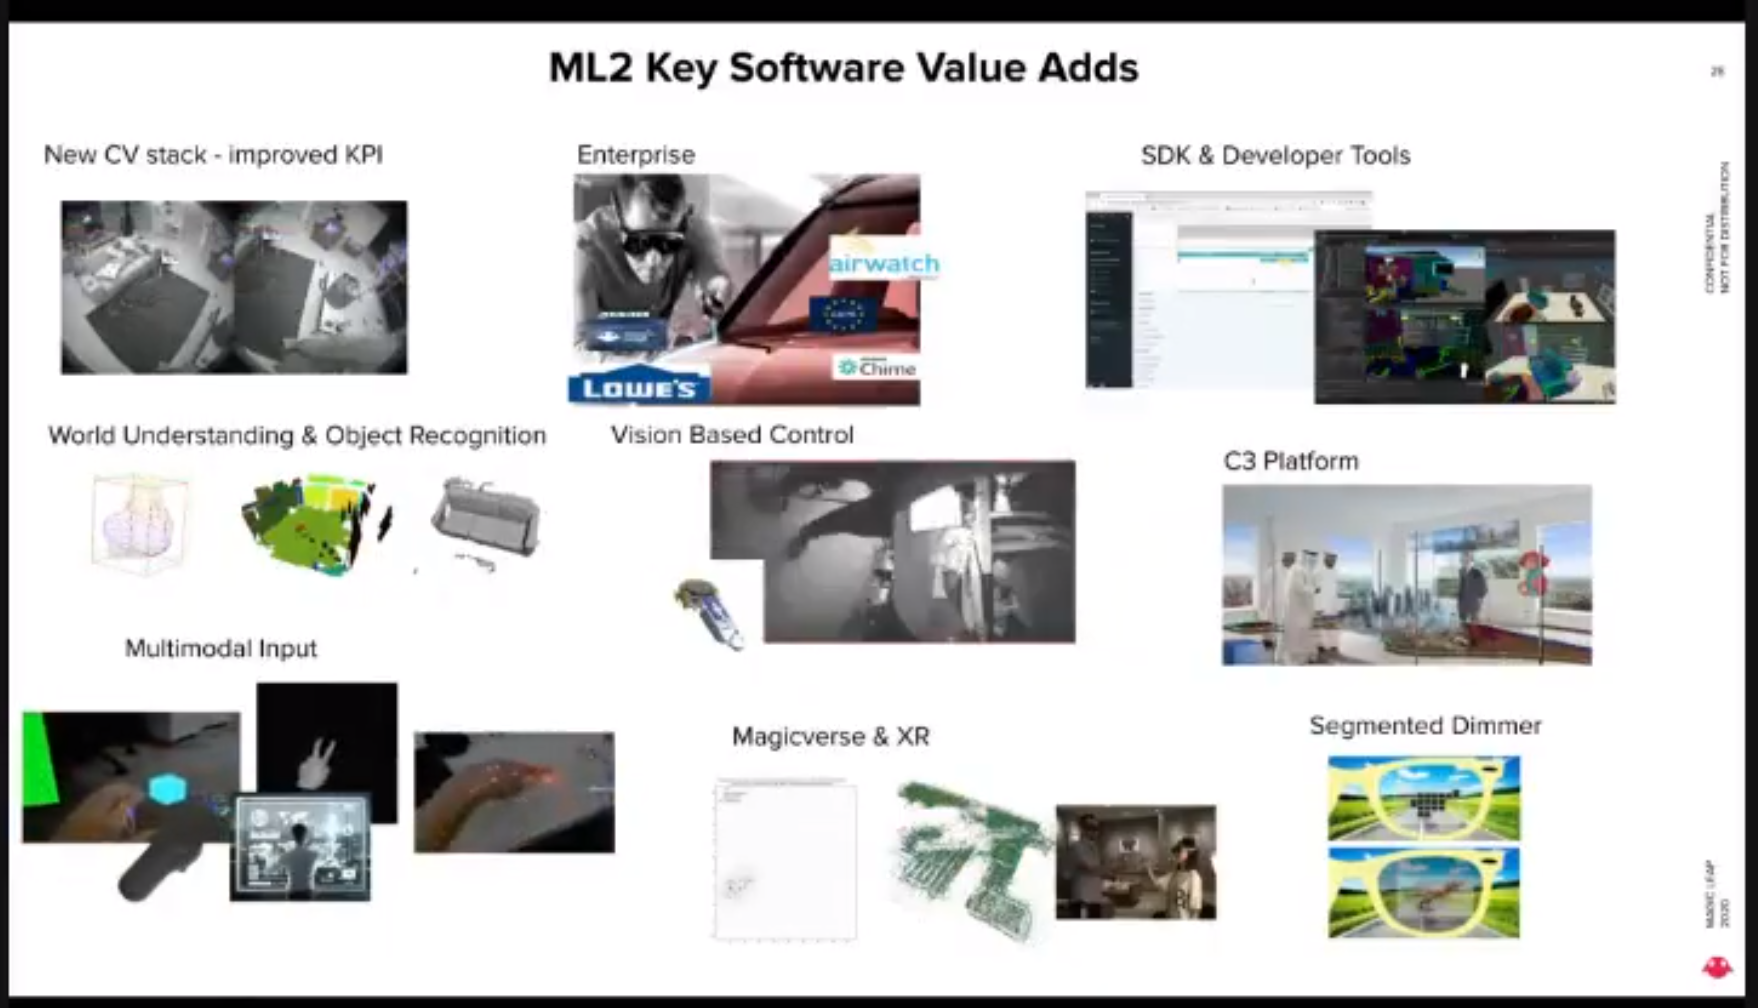 ML2 Key Software Value Adds
28
New CV stack - improved KPI
Enterprise
SDK & Developer Tools
airwatch
Chime
LOWE'S
CONFIDENTIAL
NOT FOR DISTRIBUTION
World Understanding & Object Recognition
Vision Based Control
C3 Platform
Multimodal Input
Magicverse & XR
Segmented Dimmer
MAGIC LEAP
2020